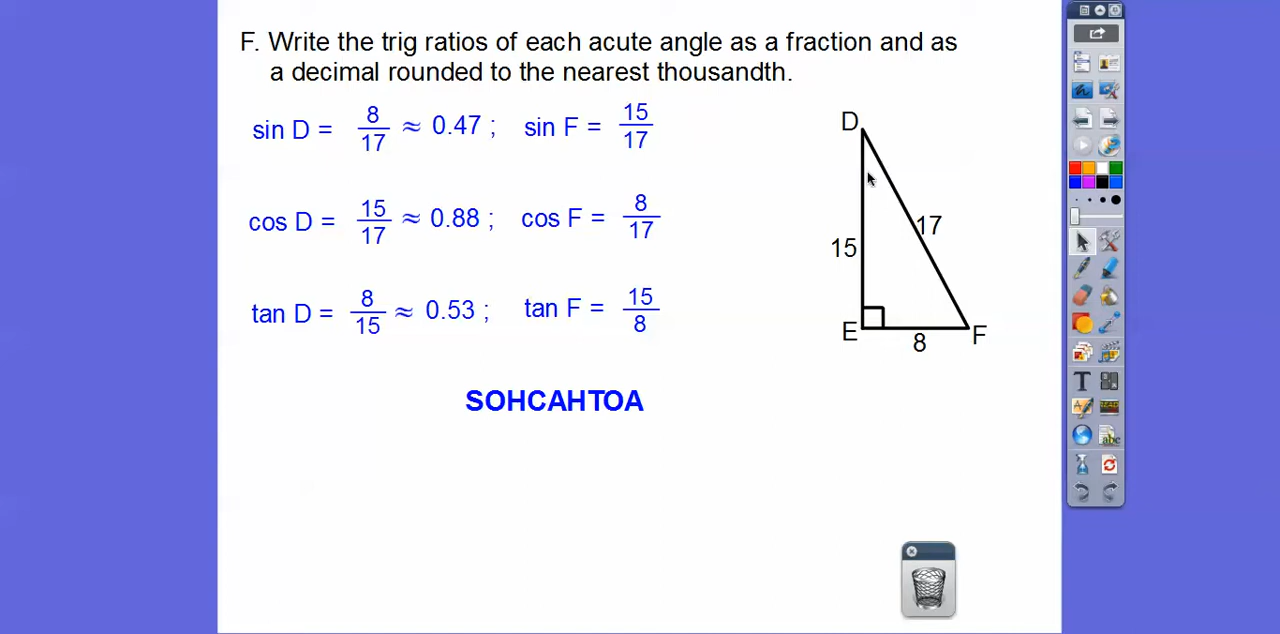 F. Write the trig ratios of each acute angle as a fraction and as
a decimal rounded to the nearest thousandth.
sin D = 8/17 ≈ 0.47 ; sin F = 15/17
cos D = 15/17 ≈ 0.88 ; cos F = 8/17
tan D = 8/15 ≈ 0.53 ; tan F = 15/8
SOHCAHTOA
D
17
15
E
F
8